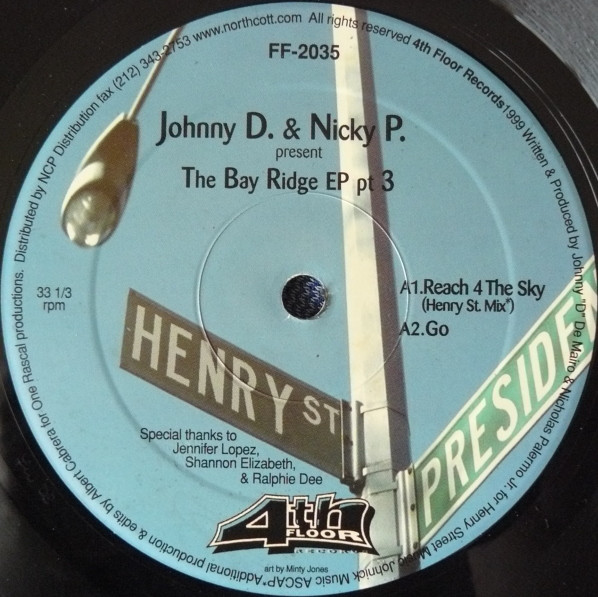 www.northcott.com All rights reserved 4th Floor Records 1999 Written & Produced by Johnny "D" De Mairo & Nicholas Palermo Jr. for Henry Street Music Johnick Music ASCAP *Additional production & edits by Albert Cabrera for One Rascal productions. Distributed by NCP Distribution fax (212) 343-2753
FF-2035
Johnny D. & Nicky P.
present
The Bay Ridge EP pt 3
33 1/3
rpm
A1.Reach 4 The Sky
(Henry St. Mix*)
A2.Go
HENRY ST
PRESIDEN
Special thanks to
Jennifer Lopez,
Shannon Elizabeth,
& Ralphie Dee
4th
FLOOR
RECORDS
art by Minty Jones